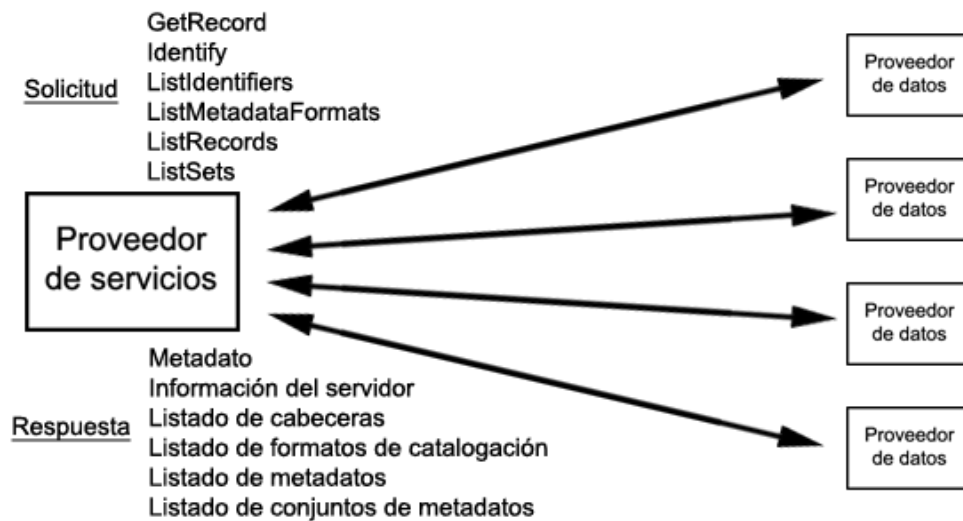 GetRecord
Identify
Solicitud
ListIdentifiers
ListMetadataFormats
ListRecords
ListSets
Proveedor
de servicios
Metadato
Información del servidor
Respuesta
Listado de cabeceras
Listado de formatos de catalogación
Listado de metadatos
Listado de conjuntos de metadatos
Proveedor
de datos
Proveedor
de datos
Proveedor
de datos
Proveedor
de datos